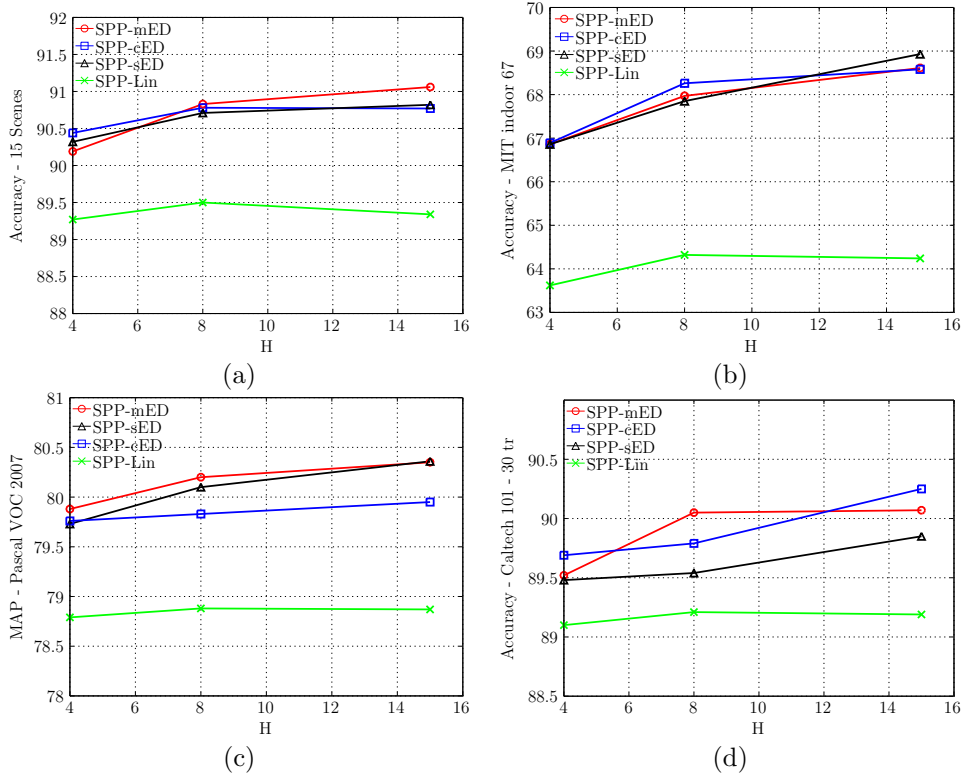 92
91.5
91
90.5
90
89.5
89
88.5
88
4 6 8 10 12 14 16
Accuracy - 15 Scenes
H
SPP-mED
SPP-cED
SPP-sED
SPP-Lin
(a)
70
69
68
67
66
65
64
63
4 6 8 10 12 14 16
Accuracy - MIT indoor 67
H
SPP-mED
SPP-cED
SPP-sED
SPP-Lin
(b)
81
80.5
80
79.5
79
78.5
78
4 6 8 10 12 14 16
MAP - Pascal VOC 2007
H
SPP-mED
SPP-sED
SPP-cED
SPP-Lin
(c)
90.5
90
89.5
89
88.5
4 6 8 10 12 14 16
Accuracy - Caltech 101 - 30 tr
H
SPP-mED
SPP-cED
SPP-sED
SPP-Lin
(d)